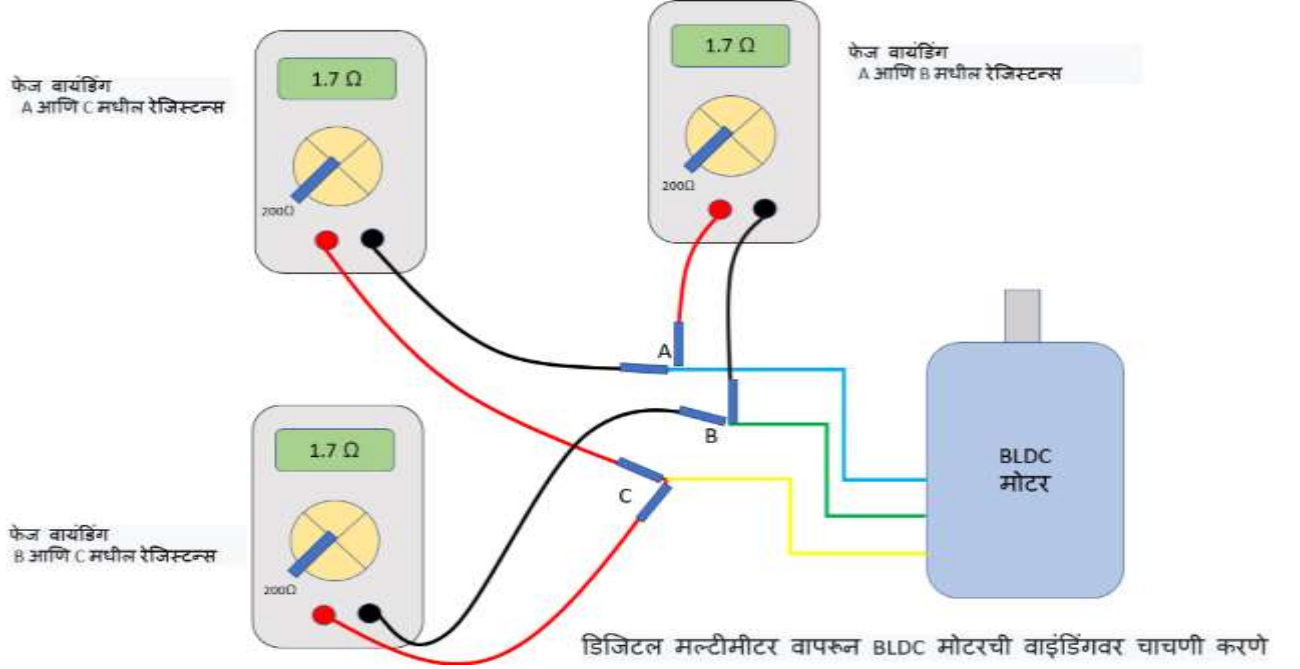 1.7 Ω
200Ω
फेज वायंडिंग
A आणि C मधील रेजिस्टन्स
1.7 Ω
200Ω
फेज वायंडिंग
A आणि B मधील रेजिस्टन्स
A
B
C
1.7 Ω
200Ω
फेज वायंडिंग
B आणि C मधील रेजिस्टन्स
BLDC
मोटर
डिजिटल मल्टीमीटर वापरून BLDC मोटरची वाइंडिंगवर चाचणी करणे